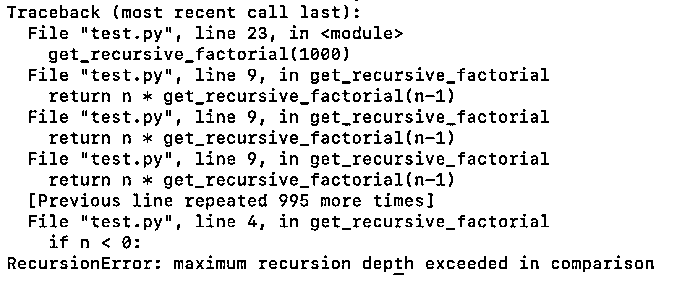 Traceback (most recent call last):
  File "test.py", line 23, in <module>
    get_recursive_factorial(1000)
  File "test.py", line 9, in get_recursive_factorial
    return n * get_recursive_factorial(n-1)
  File "test.py", line 9, in get_recursive_factorial
    return n * get_recursive_factorial(n-1)
  File "test.py", line 9, in get_recursive_factorial
    return n * get_recursive_factorial(n-1)
  [Previous line repeated 995 more times]
  File "test.py", line 4, in get_recursive_factorial
    if n < 0:
RecursionError: maximum recursion depth exceeded in comparison